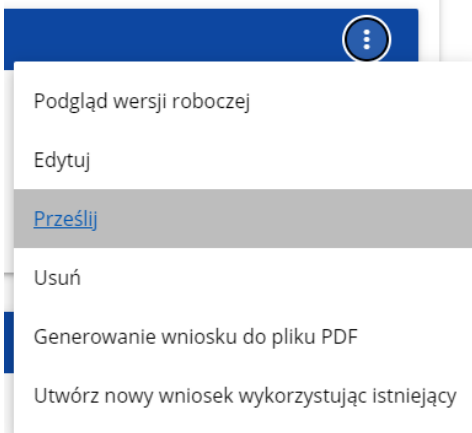 Podgląd wersji roboczej
Edytuj
Prześlij
Usuń
Generowanie wniosku do pliku PDF
Utwórz nowy wniosek wykorzystując istniejący